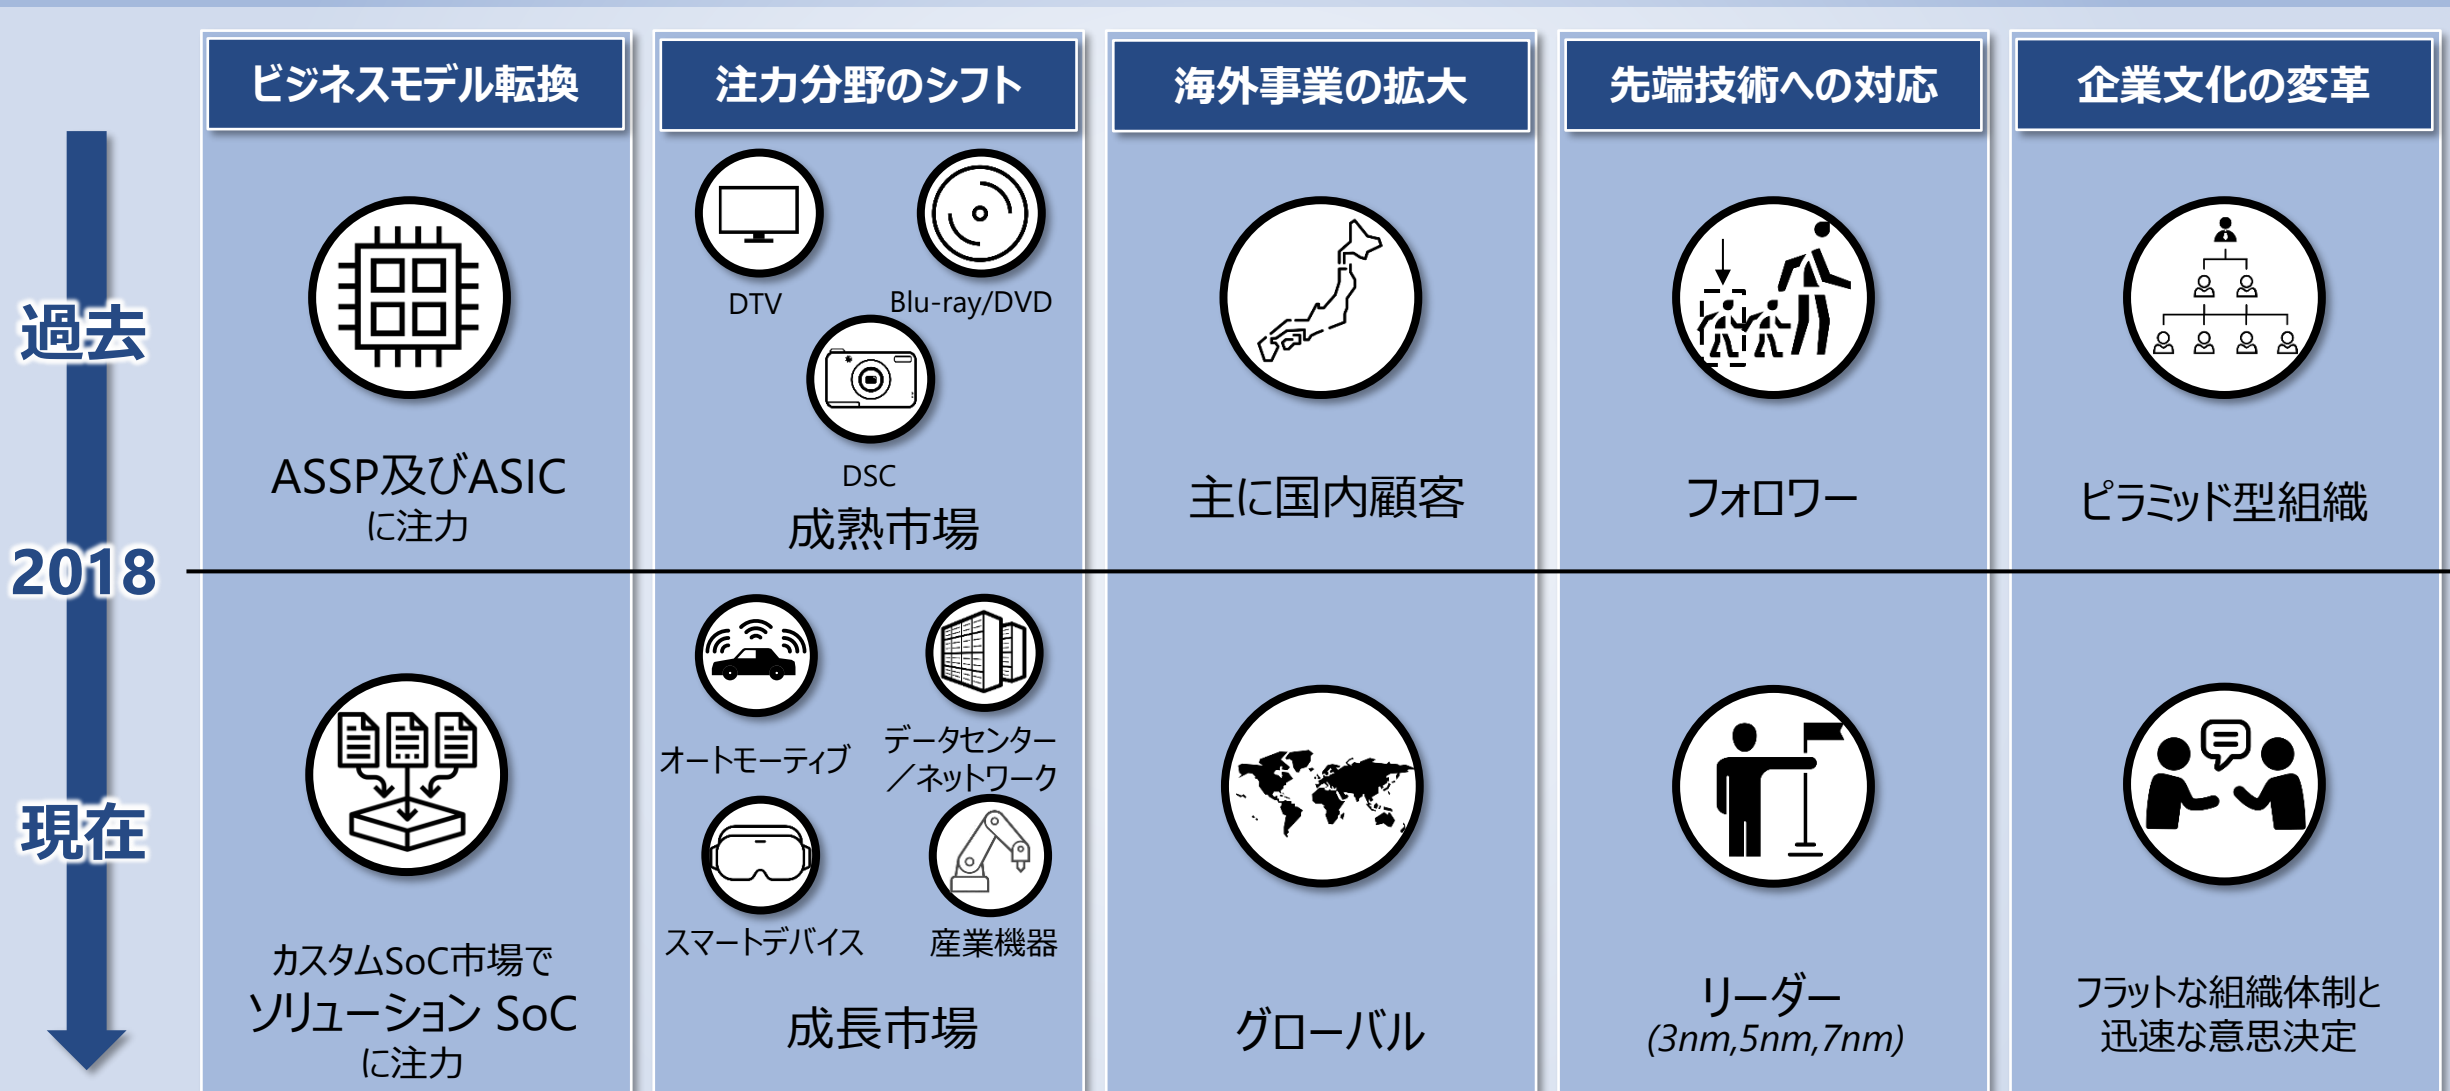 ビジネスモデル転換
注力分野のシフト
海外事業の拡大
先端技術への対応
企業文化の変革
過去
ASSP及びASIC
に注力
DTV
Blu-ray/DVD
DSC
成熟市場
主に国内顧客
フォロワー
ピラミッド型組織
2018
現在
カスタムSoC市場で
ソリューション SoC
に注力
オートモーティブ
データセンター
／ネットワーク
スマートデバイス
産業機器
成長市場
グローバル
リーダー
(3nm,5nm,7nm)
フラットな組織体制と
迅速な意思決定